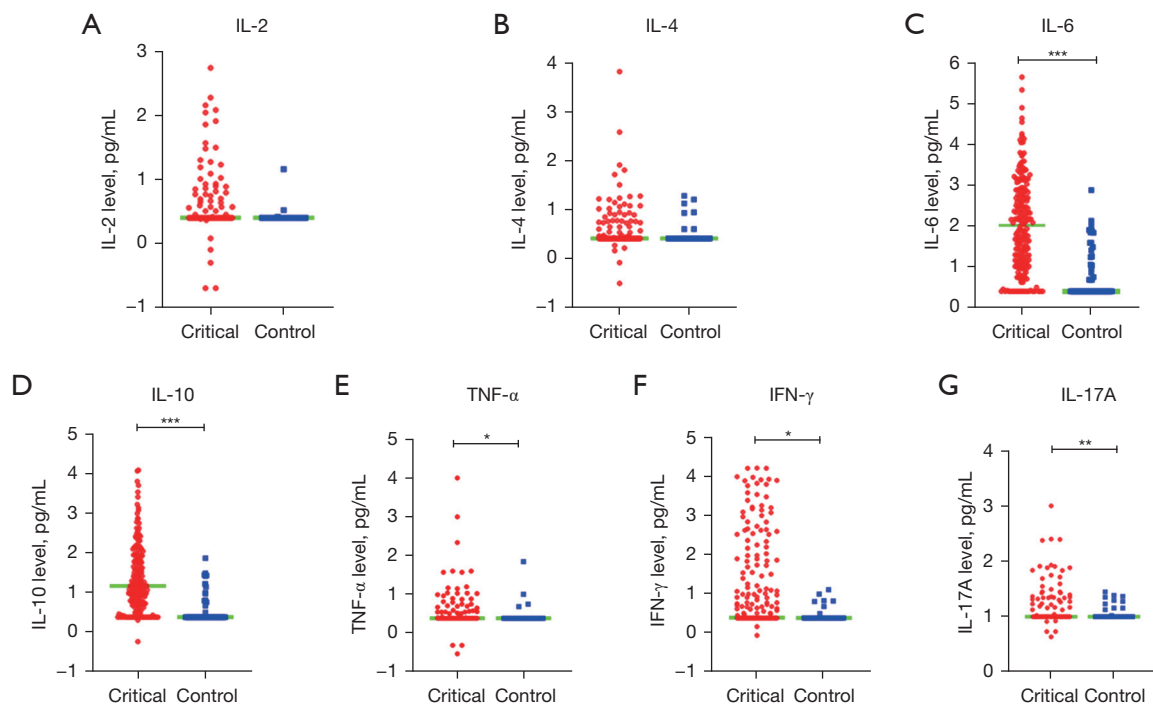 A
IL-2
IL-2 level, pg/mL
3
2
1
0
−1
Critical
Control
B
IL-4
IL-4 level, pg/mL
4
3
2
1
0
−1
Critical
Control
C
IL-6
***
IL-6 level, pg/mL
6
5
4
3
2
1
0
Critical
Control
D
IL-10
***
IL-10 level, pg/mL
5
4
3
2
1
0
−1
Critical
Control
E
TNF-α
*
TNF-α level, pg/mL
5
4
3
2
1
0
−1
Critical
Control
F
IFN-γ
*
IFN-γ level, pg/mL
5
4
3
2
1
0
−1
Critical
Control
G
IL-17A
**
IL-17A level, pg/mL
4
3
2
1
0
Critical
Control